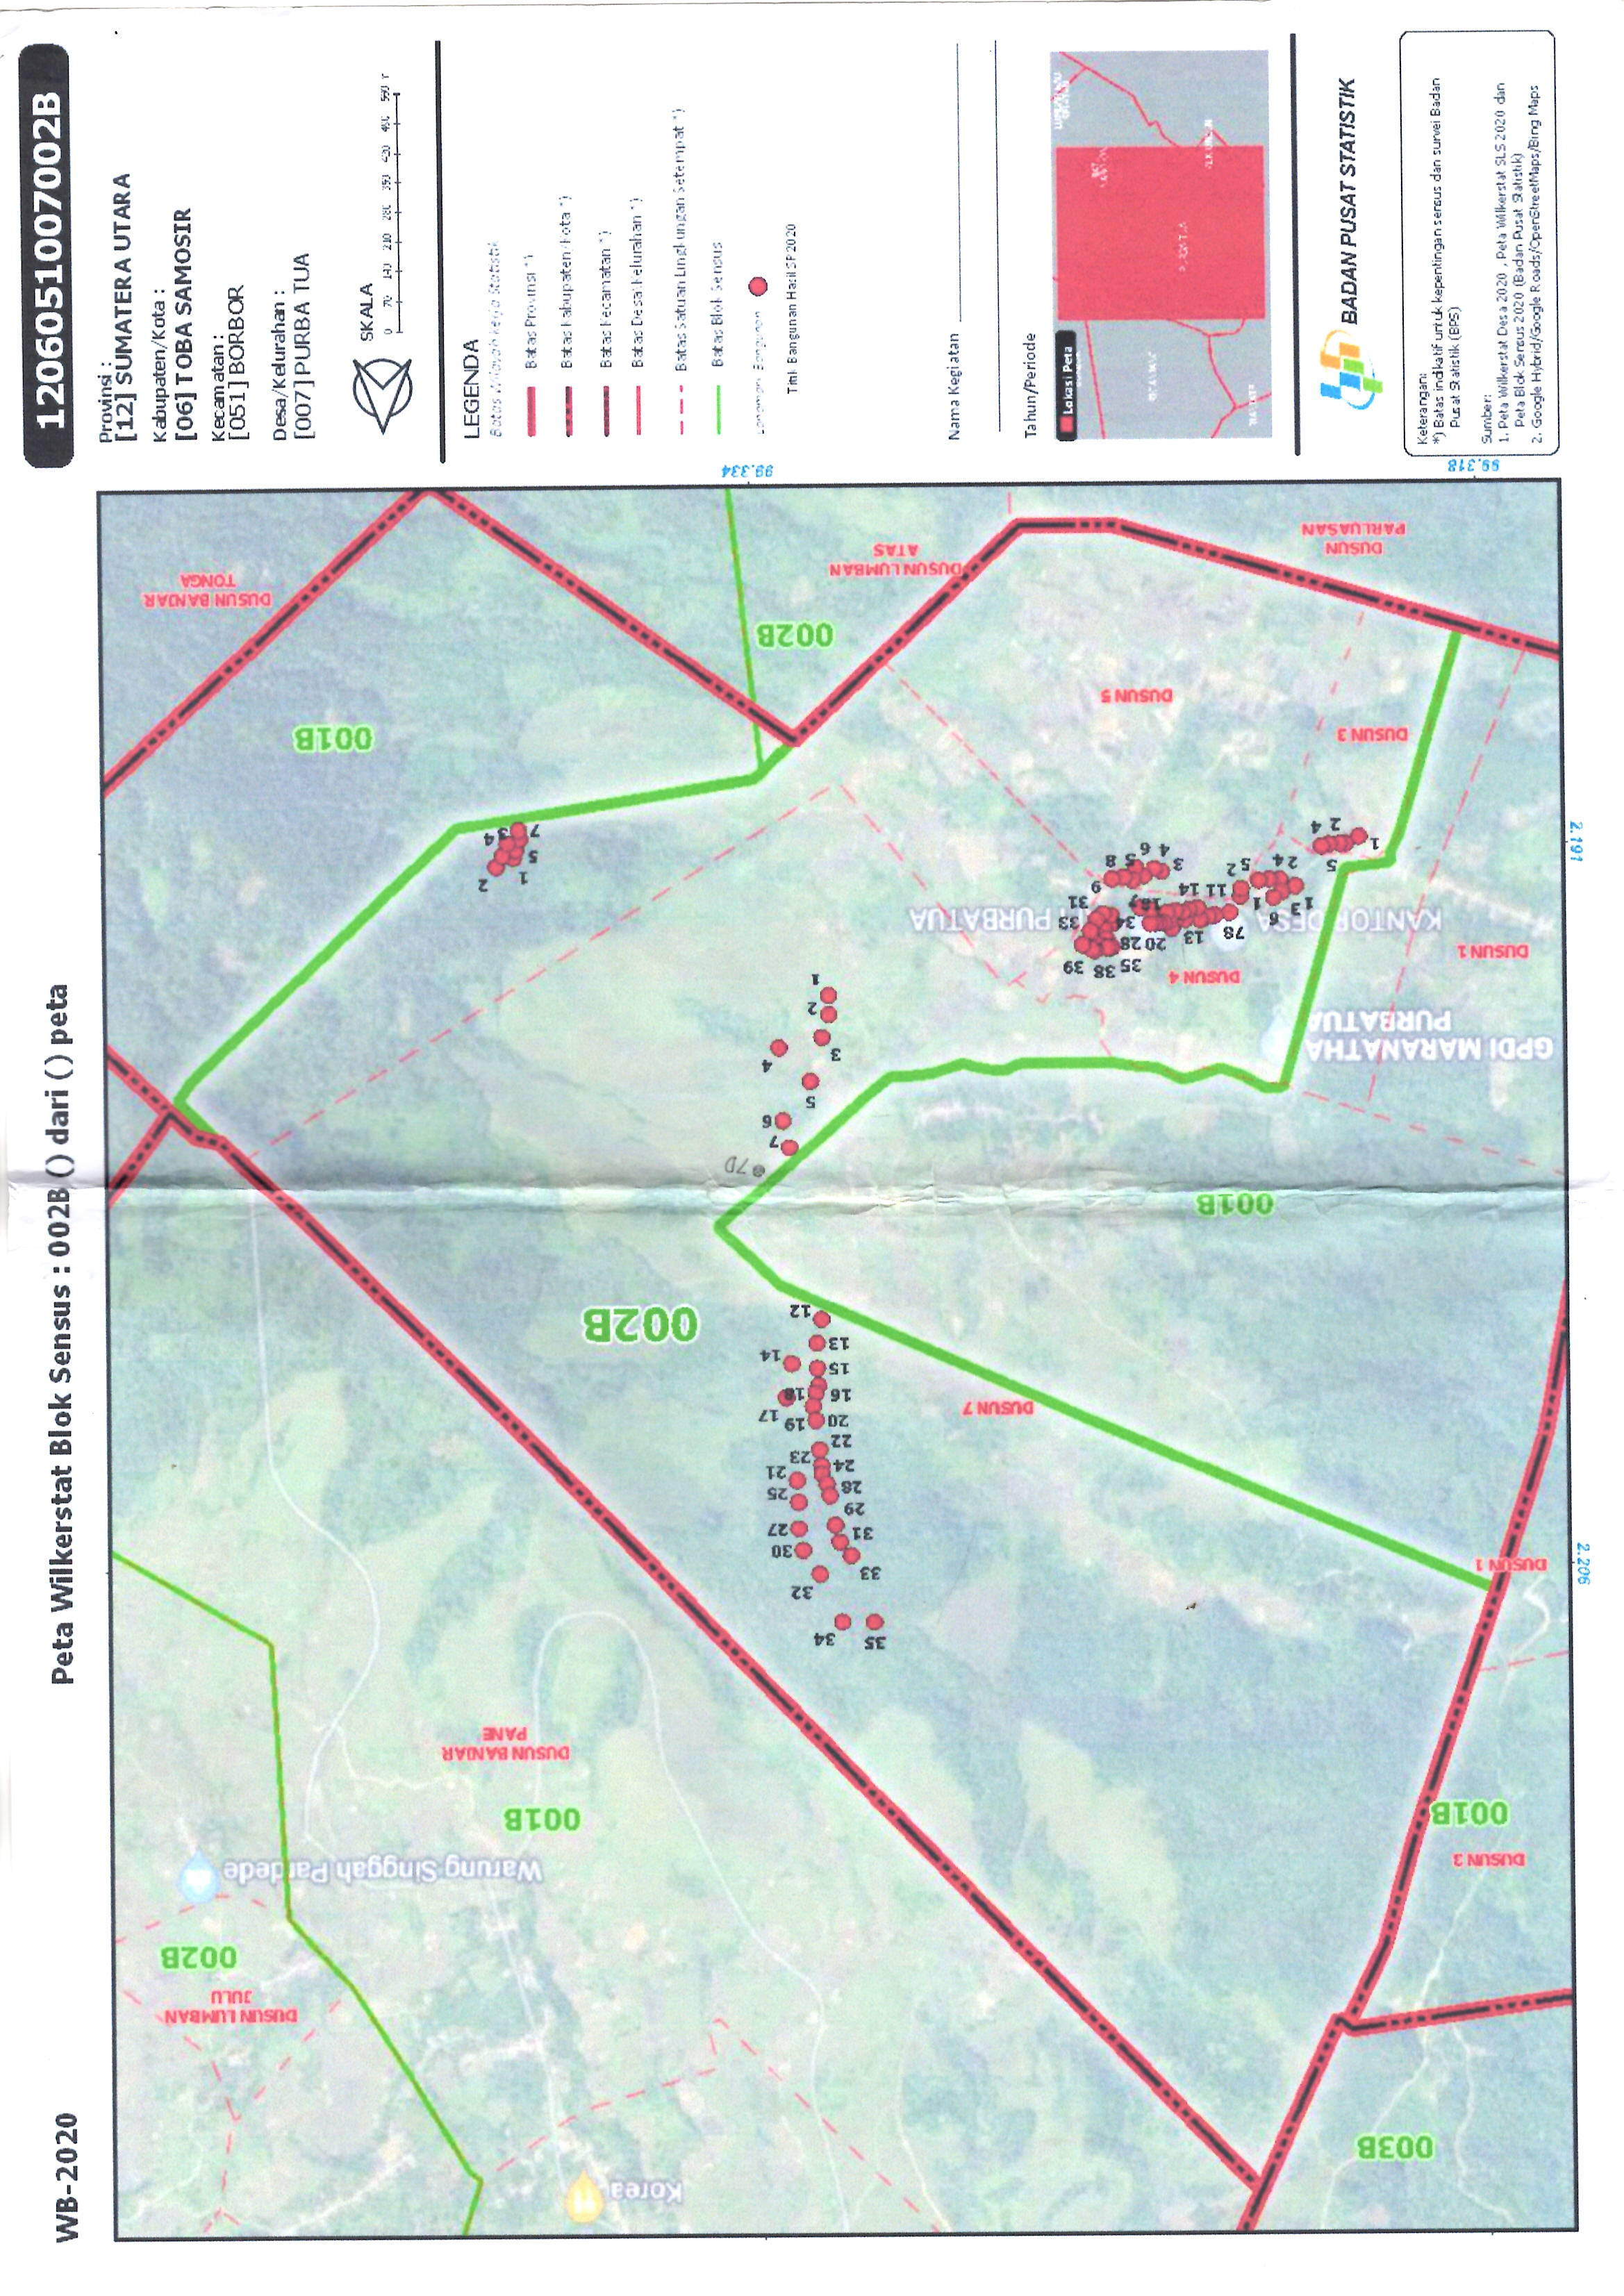 WB-2020
Peta Wilkerstat Blok Sensus : 002B () dari () peta
1206051007002B
Korea
003B
DUSUN LUMBAN
JULU
002B
Warung Singgah Pardede
DUSUN 3
001B
001B
DUSUN BANJAR
PANE
35
34
32
33
30
31
27
29
25
28
21
24
23
22
20
19
17
16
18
15
14
13
12
2.206
DUSUN 1
DUSUN 7
002B
001B
7D
7
6
5
4
3
2
1
GPDI MARANATHA
PURBATUA
DUSUN 1
DUSUN 4
35
38
39
20
28
13
78
34
33
31
KANTOR DESA
PURBATUA
6
1
3
1
11
14
2
4
5
2
9
3
4
6
5
8
5
1
2
4
1
2
5
4
3
7
2.191
DUSUN 3
DUSUN 5
001B
002B
DUSUN LUMBAN
ATAS
DUSUN
PARLUASAN
DUSUN BANJAR
TONGA
99.318
99.334
Provinsi :
[12] SUMATERA UTARA
Kabupaten/Kota :
[06] TOBA SAMOSIR
Kecamatan :
[051] BORBOR
Desa/Kelurahan :
[007] PURBA TUA
SKALA
0 70 140 210 280 350 420 490 560 m
LEGENDA
Batas Wilayah Kerja Statistik
Batas Provinsi *)
Batas Kabupaten/Kota *)
Batas Kecamatan *)
Batas Desa/Kelurahan *)
Batas Satuan Lingkungan Setempat *)
Batas Blok Sensus
Landmark Bangunan
Titik Bangunan Hasil SP2020
Nama Kegiatan
Tahun/Periode
Lokasi Peta
BADAN PUSAT STATISTIK
Keterangan:
*) Batas indikatif untuk kepentingan sensus dan survei Badan
Pusat Statistik (BPS)
Sumber:
1. Peta Wilkerstat Desa 2020 , Peta Wilkerstat SLS 2020 dan
Peta Blok Sensus 2020 (Badan Pusat Statistik)
2. Google Hybrid/Google Roads/OpenStreetMaps/Bing Maps